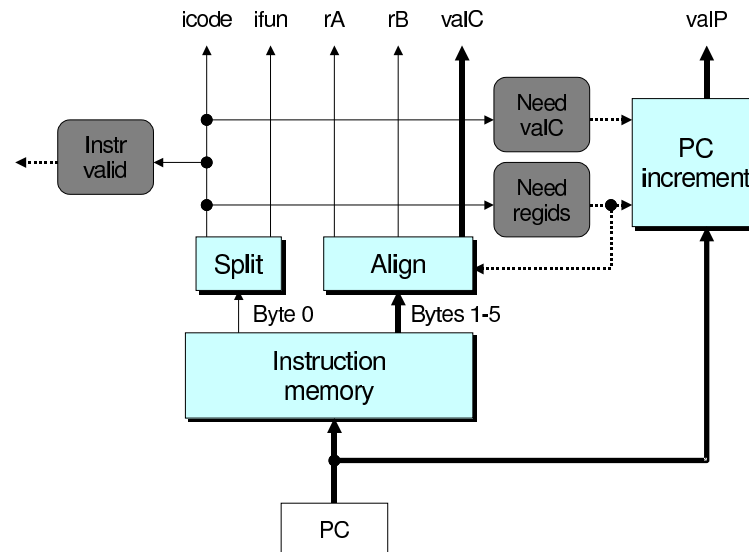 icode ifun rA rB valC valP
Need
valC
Instr
valid
PC
increment
Need
regids
Split
Align
Byte 0
Bytes 1-5
Instruction
memory
PC